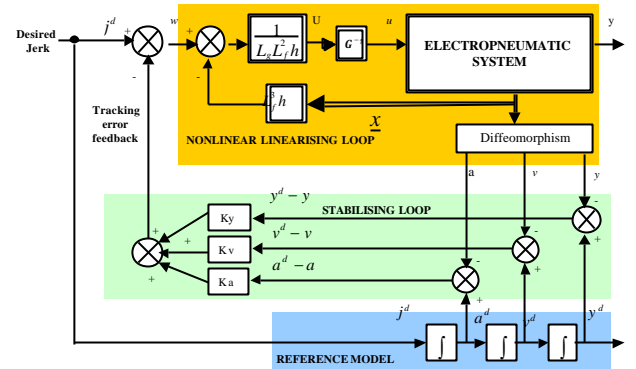 Desired
Jerk
j^d
+
-
w
+
-
1
L_g L_f^2 h
U
G^{-1}
u
ELECTROPNEUMATIC
SYSTEM
y
L_f^3 h
x
NONLINEAR LINEARISING LOOP
Diffeomorphism
Tracking
error
feedback
a
v
y
y^d - y
STABILISING LOOP
Ky
-
+
v^d - v
Kv
-
+
a^d - a
Ka
-
+
+
+
+
j^d
a^d
v^d
y^d
∫
∫
∫
REFERENCE MODEL